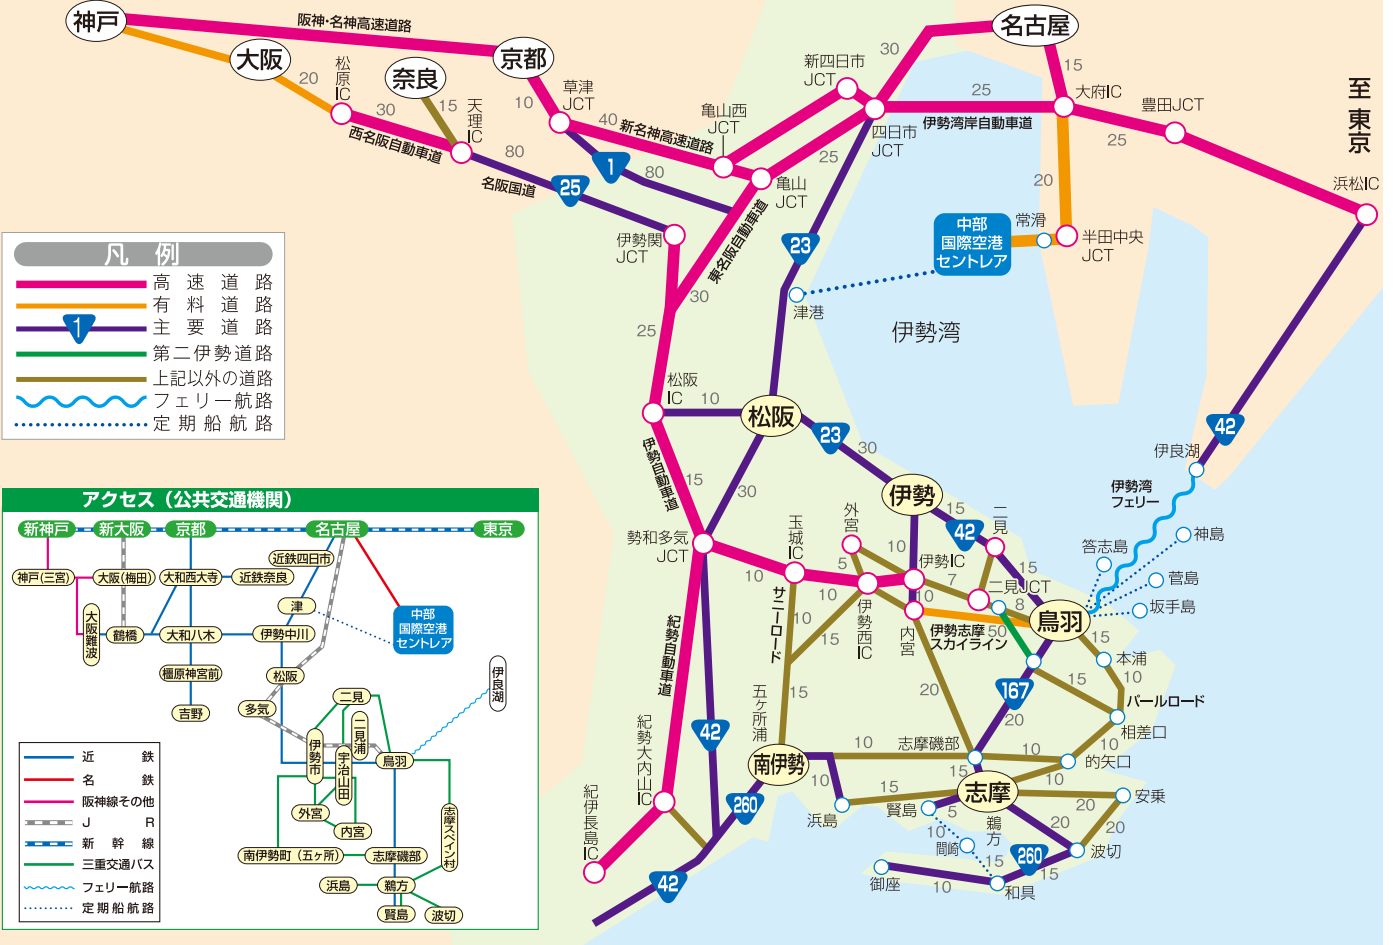 神戸
阪神・名神高速道路
京都
大阪
20
松原IC
奈良
15
天理IC
30
西名阪自動車道
80
名阪国道
25
10
草津
JCT
40
新名神高速道路
1
80
亀山西
JCT
新四日市
JCT
30
名古屋
15
大府IC
25
伊勢湾岸自動車道
四日市
JCT
25
亀山
JCT
豊田JCT
25
至東京
浜松IC
20
半田中央
JCT
常滑
中部
国際空港
セントレア
23
津港
伊勢湾
伊勢関
JCT
東名阪自動車道
30
25
松阪
IC
10
松阪
23
30
伊勢自動車道
15
30
勢和多気
JCT
伊勢
15
42
二見
15
10
外宮
5
伊勢IC
7
二見JCT
8
玉城IC
10
10
伊勢西IC
10
内宮
伊勢志摩
スカイライン
50
鳥羽
サニーロード
10
15
15
20
紀勢自動車道
42
伊良湖
42
伊勢湾
フェリー
神島
答志島
菅島
坂手島
15
本浦
10
パールロード
15
相差口
10
167
20
的矢口
10
10
志摩磯部
15
10
五ヶ所浦
南伊勢
10
浜島
15
志摩
賢島
5
鵜方
20
安乗
20
20
波切
260
15
和具
15
間崎
10
御座
10
260
紀勢大内山IC
紀伊長島IC
42
凡例
高速道路
有料道路
1
主要道路
第二伊勢道路
上記以外の道路
フェリー航路
定期船航路
アクセス（公共交通機関）
新神戸
新大阪
京都
名古屋
東京
神戸(三宮)
大阪(梅田)
大和西大寺
近鉄奈良
近鉄四日市
津
中部
国際空港
セントレア
大阪難波
鶴橋
大和八木
伊勢中川
橿原神宮前
吉野
松阪
多気
二見
二見浦
伊勢市
宇治山田
鳥羽
伊良湖
外宮
内宮
南伊勢町（五ヶ所）
志摩磯部
志摩スペイン村
浜島
鵜方
賢島
波切
近鉄
名鉄
阪神線その他
JR
新幹線
三重交通バス
フェリー航路
定期船航路